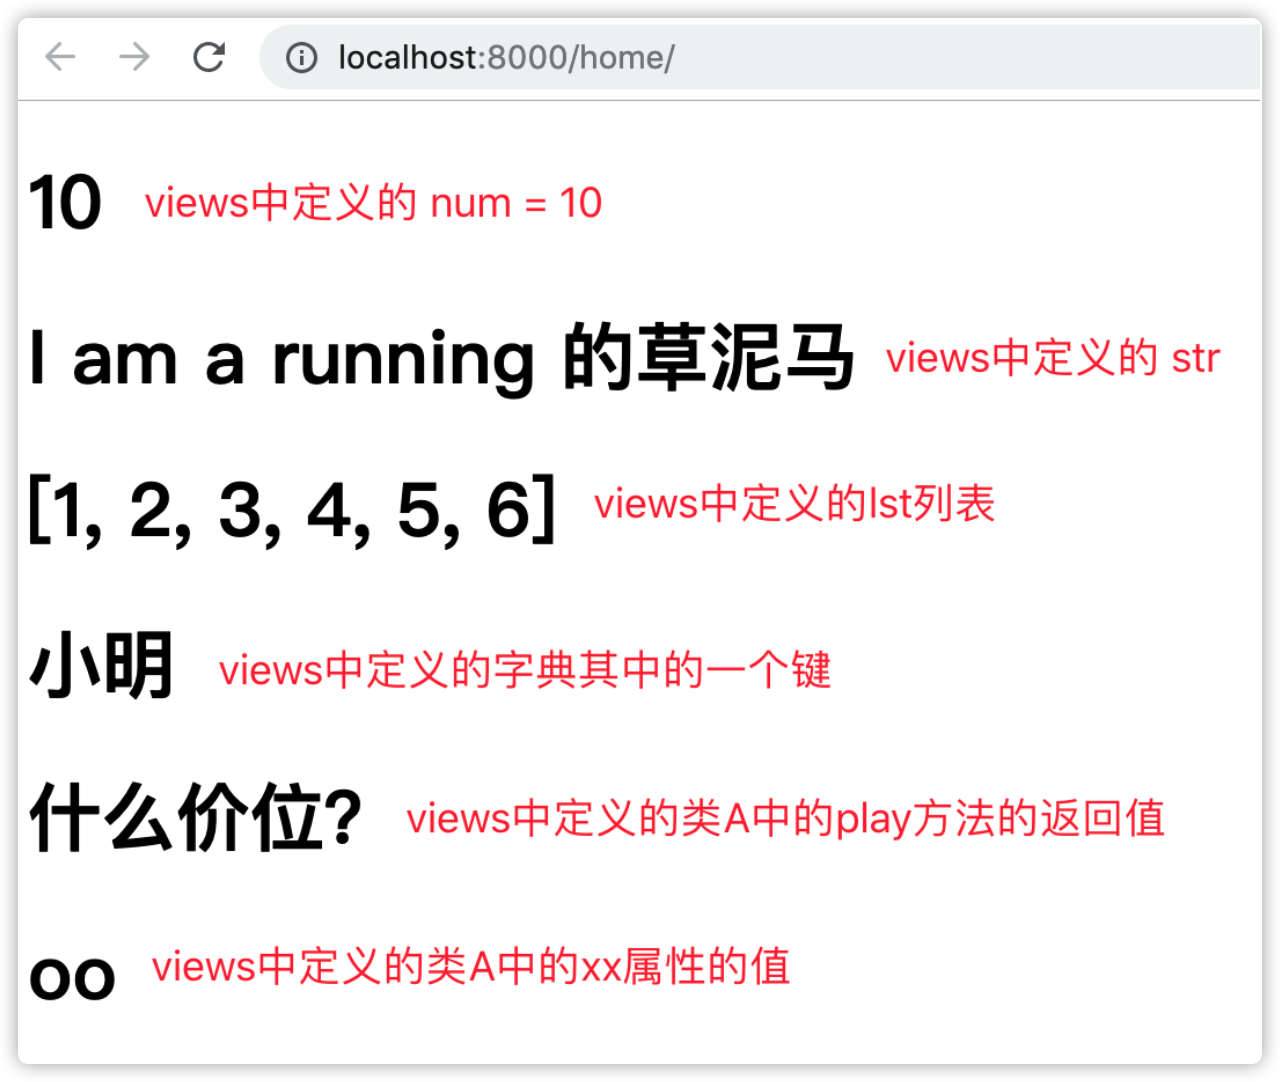 localhost:8000/home/
10 views中定义的 num = 10
I am a running 的草泥马 views中定义的 str
[1, 2, 3, 4, 5, 6] views中定义的lst列表
小明 views中定义的字典其中的一个键
什么价位? views中定义的类A中的play方法的返回值
oo views中定义的类A中的xx属性的值